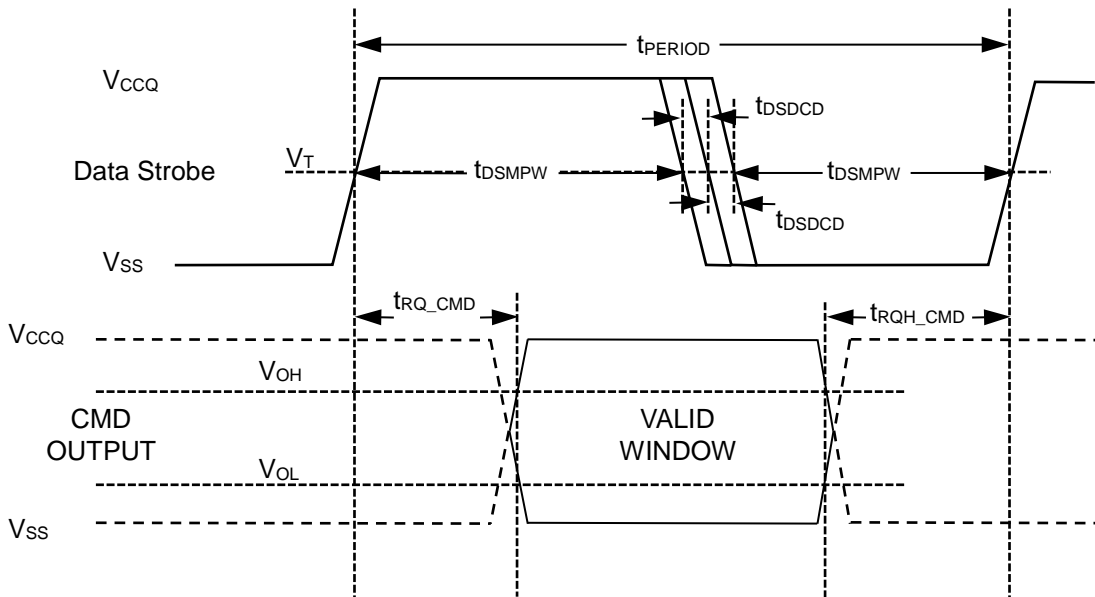 tPERIOD
VCCQ
tDSDCD
VT
Data Strobe
tDSMPW
tDSMPW
tDSDCD
VSS
tRQ_CMD
tRQH_CMD
VCCQ
VOH
CMD
OUTPUT
VALID
WINDOW
VOL
VSS